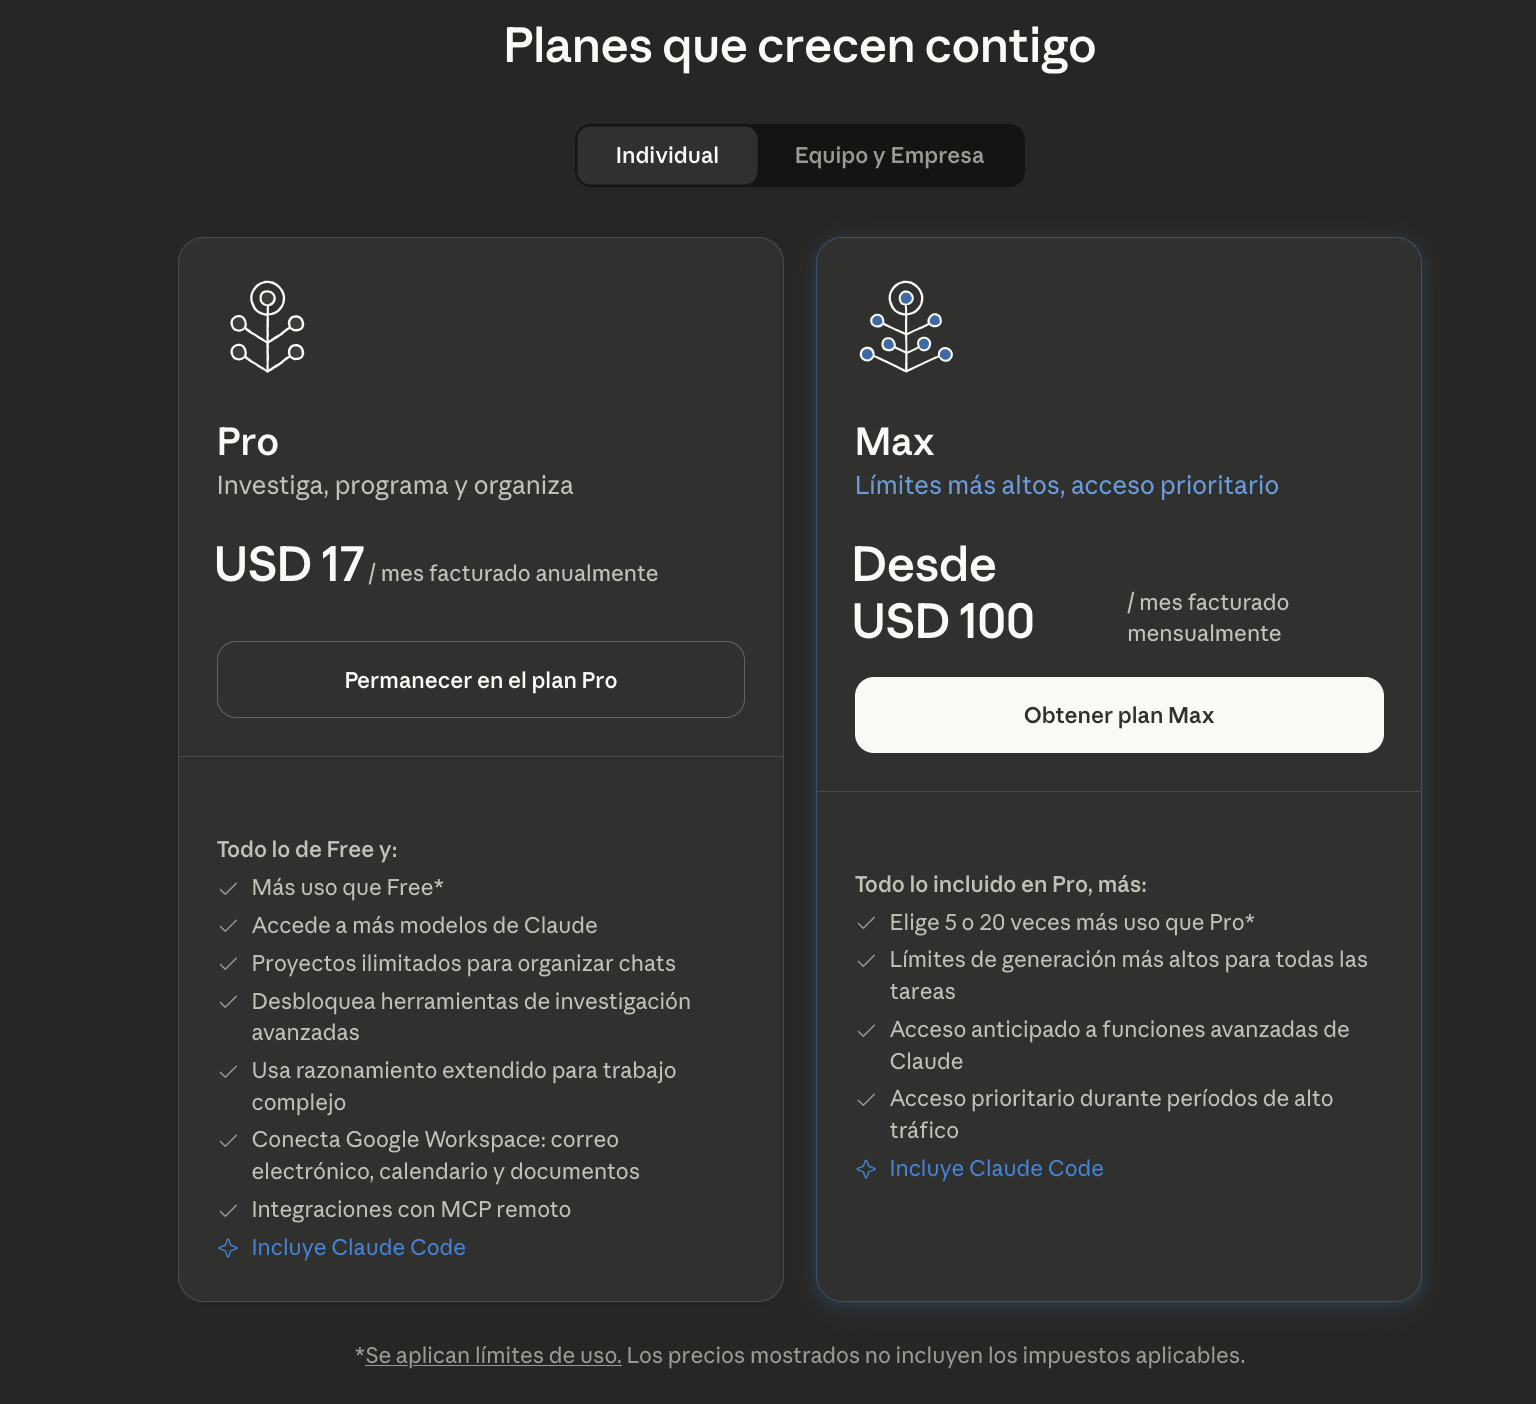 Planes que crecen contigo
Individual
Equipo y Empresa
Pro
Investiga, programa y organiza
USD 17 / mes facturado anualmente
Permanecer en el plan Pro
Todo lo de Free y:
Más uso que Free*
Accede a más modelos de Claude
Proyectos ilimitados para organizar chats
Desbloquea herramientas de investigación
avanzadas
Usa razonamiento extendido para trabajo
complejo
Conecta Google Workspace: correo
electrónico, calendario y documentos
Integraciones con MCP remoto
Incluye Claude Code
Max
Límites más altos, acceso prioritario
Desde
USD 100
/ mes facturado
mensualmente
Obtener plan Max
Todo lo incluido en Pro, más:
Elige 5 o 20 veces más uso que Pro*
Límites de generación más altos para todas las
tareas
Acceso anticipado a funciones avanzadas de
Claude
Acceso prioritario durante períodos de alto
tráfico
Incluye Claude Code
*Se aplican límites de uso. Los precios mostrados no incluyen los impuestos aplicables.